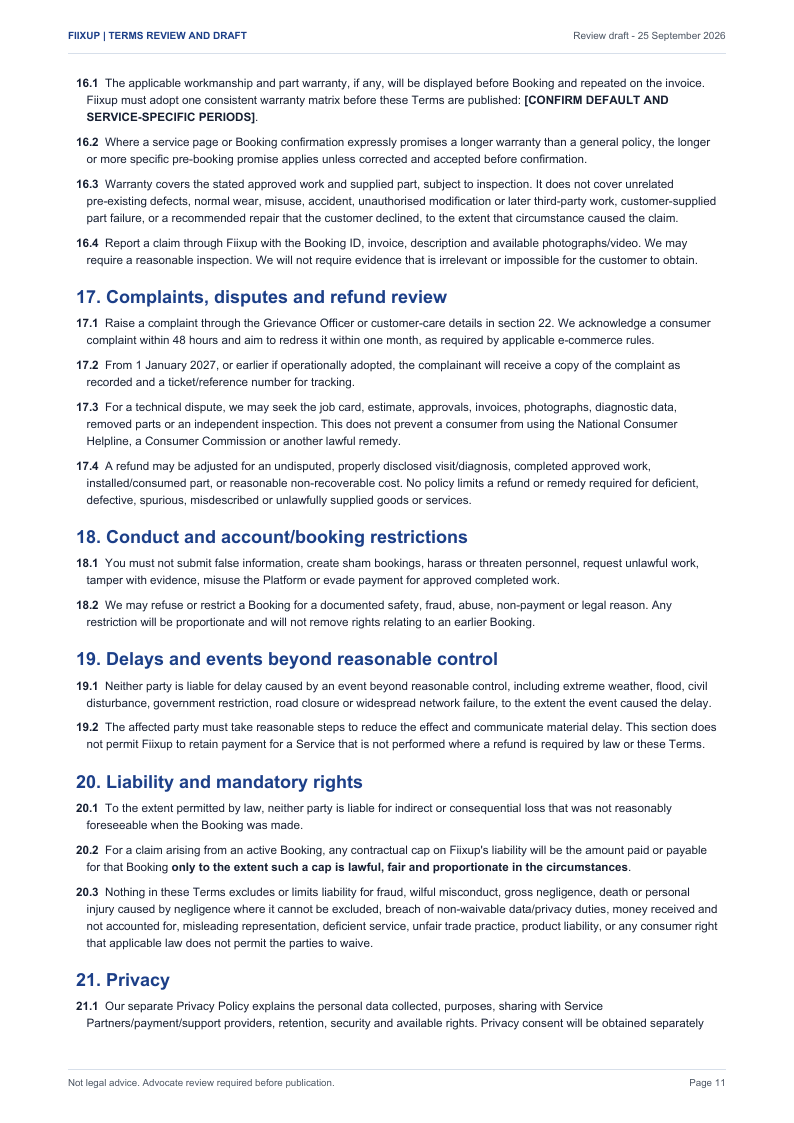 FIIXUP | TERMS REVIEW AND DRAFT
Review draft - 25 September 2026
16.1 The applicable workmanship and part warranty, if any, will be displayed before Booking and repeated on the invoice.
Fiixup must adopt one consistent warranty matrix before these Terms are published: [CONFIRM DEFAULT AND
SERVICE-SPECIFIC PERIODS].
16.2 Where a service page or Booking confirmation expressly promises a longer warranty than a general policy, the longer
or more specific pre-booking promise applies unless corrected and accepted before confirmation.
16.3 Warranty covers the stated approved work and supplied part, subject to inspection. It does not cover unrelated
pre-existing defects, normal wear, misuse, accident, unauthorised modification or later third-party work, customer-supplied
part failure, or a recommended repair that the customer declined, to the extent that circumstance caused the claim.
16.4 Report a claim through Fiixup with the Booking ID, invoice, description and available photographs/video. We may
require a reasonable inspection. We will not require evidence that is irrelevant or impossible for the customer to obtain.
17. Complaints, disputes and refund review
17.1 Raise a complaint through the Grievance Officer or customer-care details in section 22. We acknowledge a consumer
complaint within 48 hours and aim to redress it within one month, as required by applicable e-commerce rules.
17.2 From 1 January 2027, or earlier if operationally adopted, the complainant will receive a copy of the complaint as
recorded and a ticket/reference number for tracking.
17.3 For a technical dispute, we may seek the job card, estimate, approvals, invoices, photographs, diagnostic data,
removed parts or an independent inspection. This does not prevent a consumer from using the National Consumer
Helpline, a Consumer Commission or another lawful remedy.
17.4 A refund may be adjusted for an undisputed, properly disclosed visit/diagnosis, completed approved work,
installed/consumed part, or reasonable non-recoverable cost. No policy limits a refund or remedy required for deficient,
defective, spurious, misdescribed or unlawfully supplied goods or services.
18. Conduct and account/booking restrictions
18.1 You must not submit false information, create sham bookings, harass or threaten personnel, request unlawful work,
tamper with evidence, misuse the Platform or evade payment for approved completed work.
18.2 We may refuse or restrict a Booking for a documented safety, fraud, abuse, non-payment or legal reason. Any
restriction will be proportionate and will not remove rights relating to an earlier Booking.
19. Delays and events beyond reasonable control
19.1 Neither party is liable for delay caused by an event beyond reasonable control, including extreme weather, flood, civil
disturbance, government restriction, road closure or widespread network failure, to the extent the event caused the delay.
19.2 The affected party must take reasonable steps to reduce the effect and communicate material delay. This section does
not permit Fiixup to retain payment for a Service that is not performed where a refund is required by law or these Terms.
20. Liability and mandatory rights
20.1 To the extent permitted by law, neither party is liable for indirect or consequential loss that was not reasonably
foreseeable when the Booking was made.
20.2 For a claim arising from an active Booking, any contractual cap on Fiixup's liability will be the amount paid or payable
for that Booking only to the extent such a cap is lawful, fair and proportionate in the circumstances.
20.3 Nothing in these Terms excludes or limits liability for fraud, wilful misconduct, gross negligence, death or personal
injury caused by negligence where it cannot be excluded, breach of non-waivable data/privacy duties, money received and
not accounted for, misleading representation, deficient service, unfair trade practice, product liability, or any consumer right
that applicable law does not permit the parties to waive.
21. Privacy
21.1 Our separate Privacy Policy explains the personal data collected, purposes, sharing with Service
Partners/payment/support providers, retention, security and available rights. Privacy consent will be obtained separately
Not legal advice. Advocate review required before publication.
Page 11